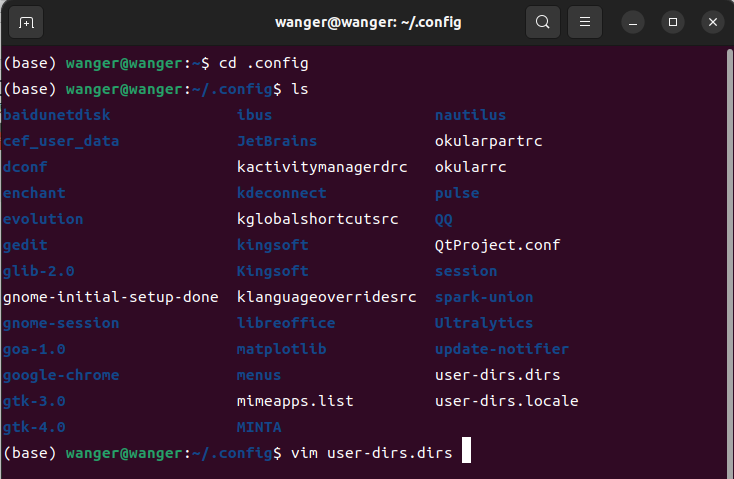 wanger@wanger: ~/.config
(base) wanger@wanger:~$ cd .config
(base) wanger@wanger:~/.config$ ls
baidunetdisk ibus nautilus
cef_user_data JetBrains okularpartrc
dconf kactivitymanagerdrc okularrc
enchant kdeconnect pulse
evolution kglobalshortcutsrc QQ
gedit kingsoft QtProject.conf
glib-2.0 Kingsoft session
gnome-initial-setup-done klanguageoverridesrc spark-union
gnome-session libreoffice Ultralytics
goa-1.0 matplotlib update-notifier
google-chrome menus user-dirs.dirs
gtk-3.0 mimeapps.list user-dirs.locale
gtk-4.0 MINTA
(base) wanger@wanger:~/.config$ vim user-dirs.dirs